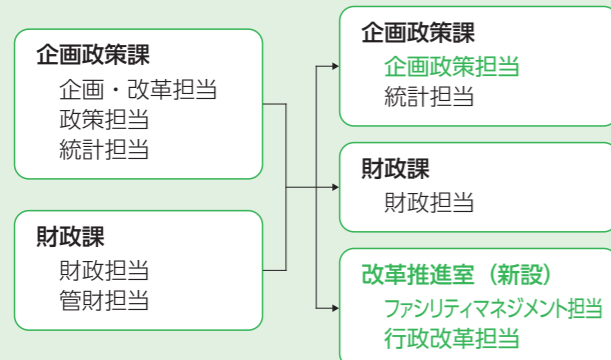 企画政策課
企画・改革担当
政策担当
統計担当
財政課
財政担当
管財担当
企画政策課
企画政策担当
統計担当
財政課
財政担当
改革推進室（新設）
ファシリティマネジメント担当
行政改革担当